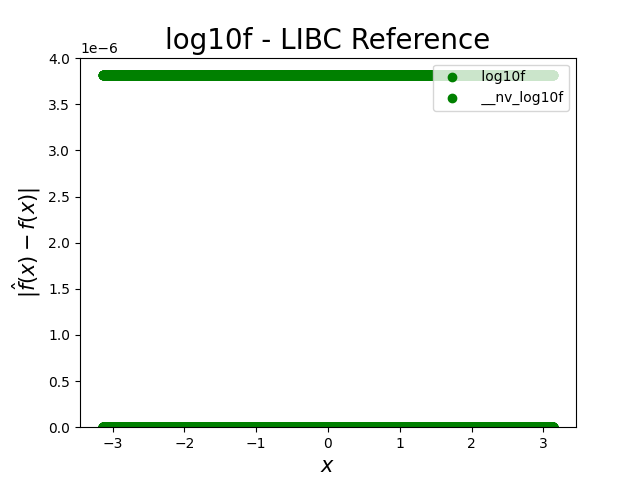 log10f - LIBC Reference
1e−6
4.0
3.5
3.0
2.5
2.0
1.5
1.0
0.5
0.0
|f̂(x) − f(x)|
log10f
__nv_log10f
−3 −2 −1 0 1 2 3
x